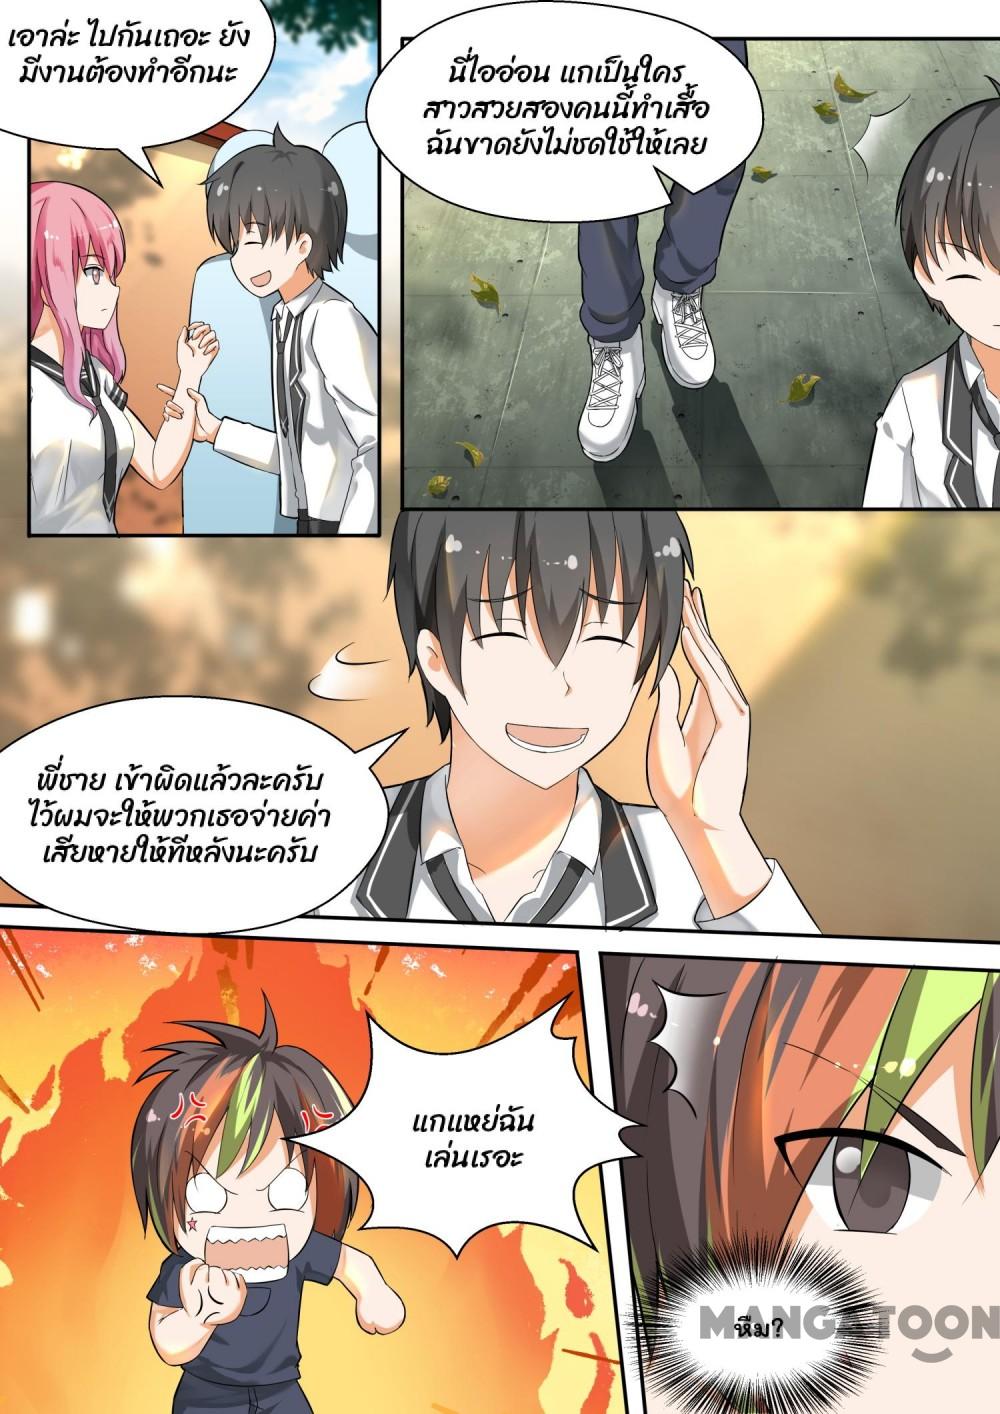 เอาล่ะ ไปกันเถอะ ยัง
มีงานต้องทำอีกนะ
นี่ไอ้อ่อน แกเป็นใคร
สาวสวยสองคนนี้ทำเสื้อ
ฉันขาดยังไม่ชดใช้ให้เลย
พี่ชาย เข้าผิดแล้วละครับ
ไว้ผมจะให้พวกเธอจ่ายค่า
เสียหายให้ทีหลังนะครับ
แกแหย่ฉัน
เล่นเรอะ
หืม?
MANGATOON